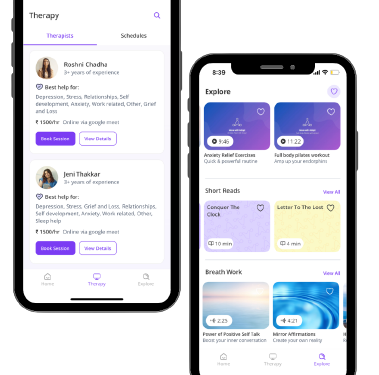 Therapy
Therapists
Schedules
Roshni Chadha
3+ years of experience
Best help for:
Depression, Stress, Relationships, Self
development, Anxiety, Work related, Other, Grief
and Loss
₹ 1500/hr Online via google meet
Book Session
View Details
Jeni Thakkar
3+ years of experience
Best help for:
Depression, Stress, Grief and Loss, Relationships,
Self development, Anxiety, Work related, Other,
Sleep help
₹ 1500/hr Online via google meet
Book Session
View Details
Home
Therapy
Explore
8:39
Explore
9:46
11:22
Anxiety Relief Exercises
Quick & powerful routine
Full body pilates workout
Amp up your endorphins
Short Reads
View All
Conquer The
Clock
10 min
Letter To The Lost
4 min
Breath Work
View All
2:25
4:21
Power of Positive Self Talk
Boost your inner conversation
Mirror Affirmations
Create your own reality
Home
Therapy
Explore